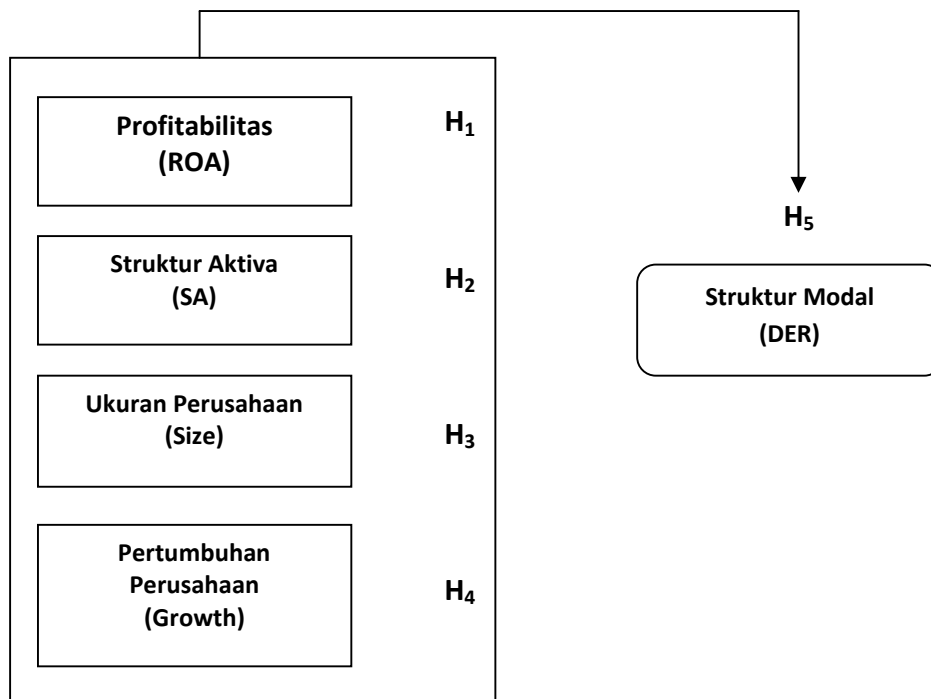 Profitabilitas
(ROA)
H₁
Struktur Aktiva
(SA)
H₂
Ukuran Perusahaan
(Size)
H₃
Pertumbuhan
Perusahaan
(Growth)
H₄
H₅
Struktur Modal
(DER)